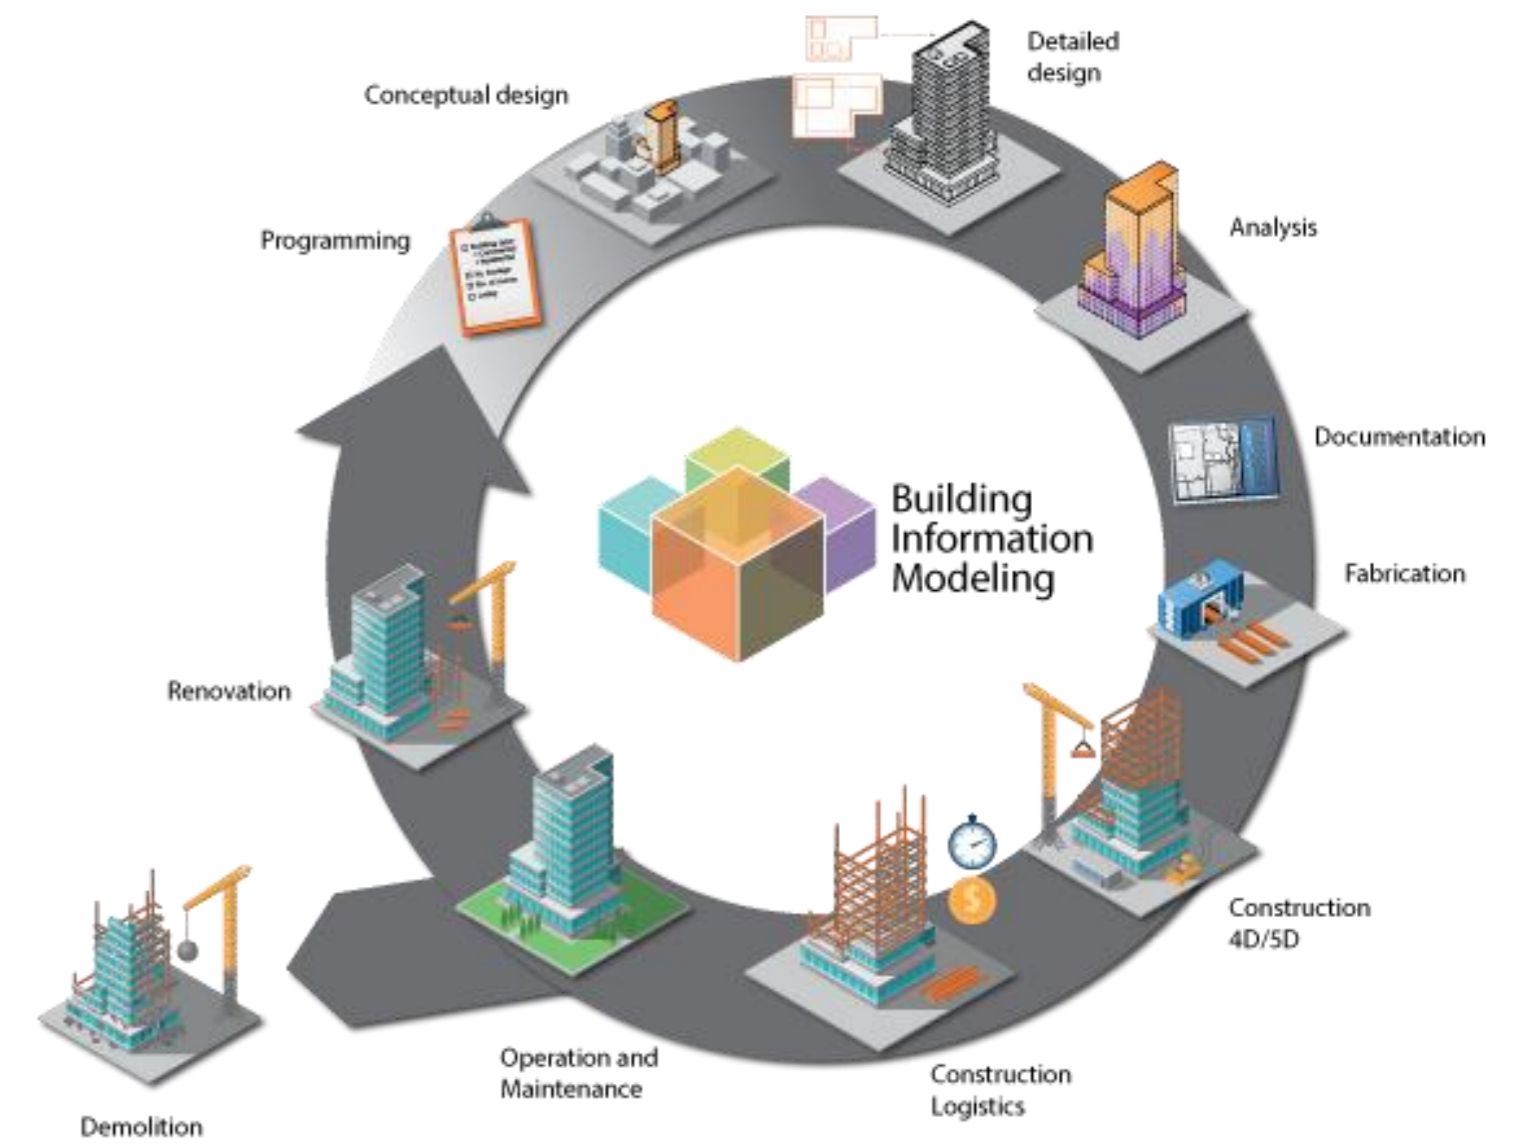 Detailed
design
Conceptual design
Programming
Analysis
Documentation
Building
Information
Modeling
Fabrication
Renovation
Construction
4D/5D
Operation and
Maintenance
Construction
Logistics
Demolition
$